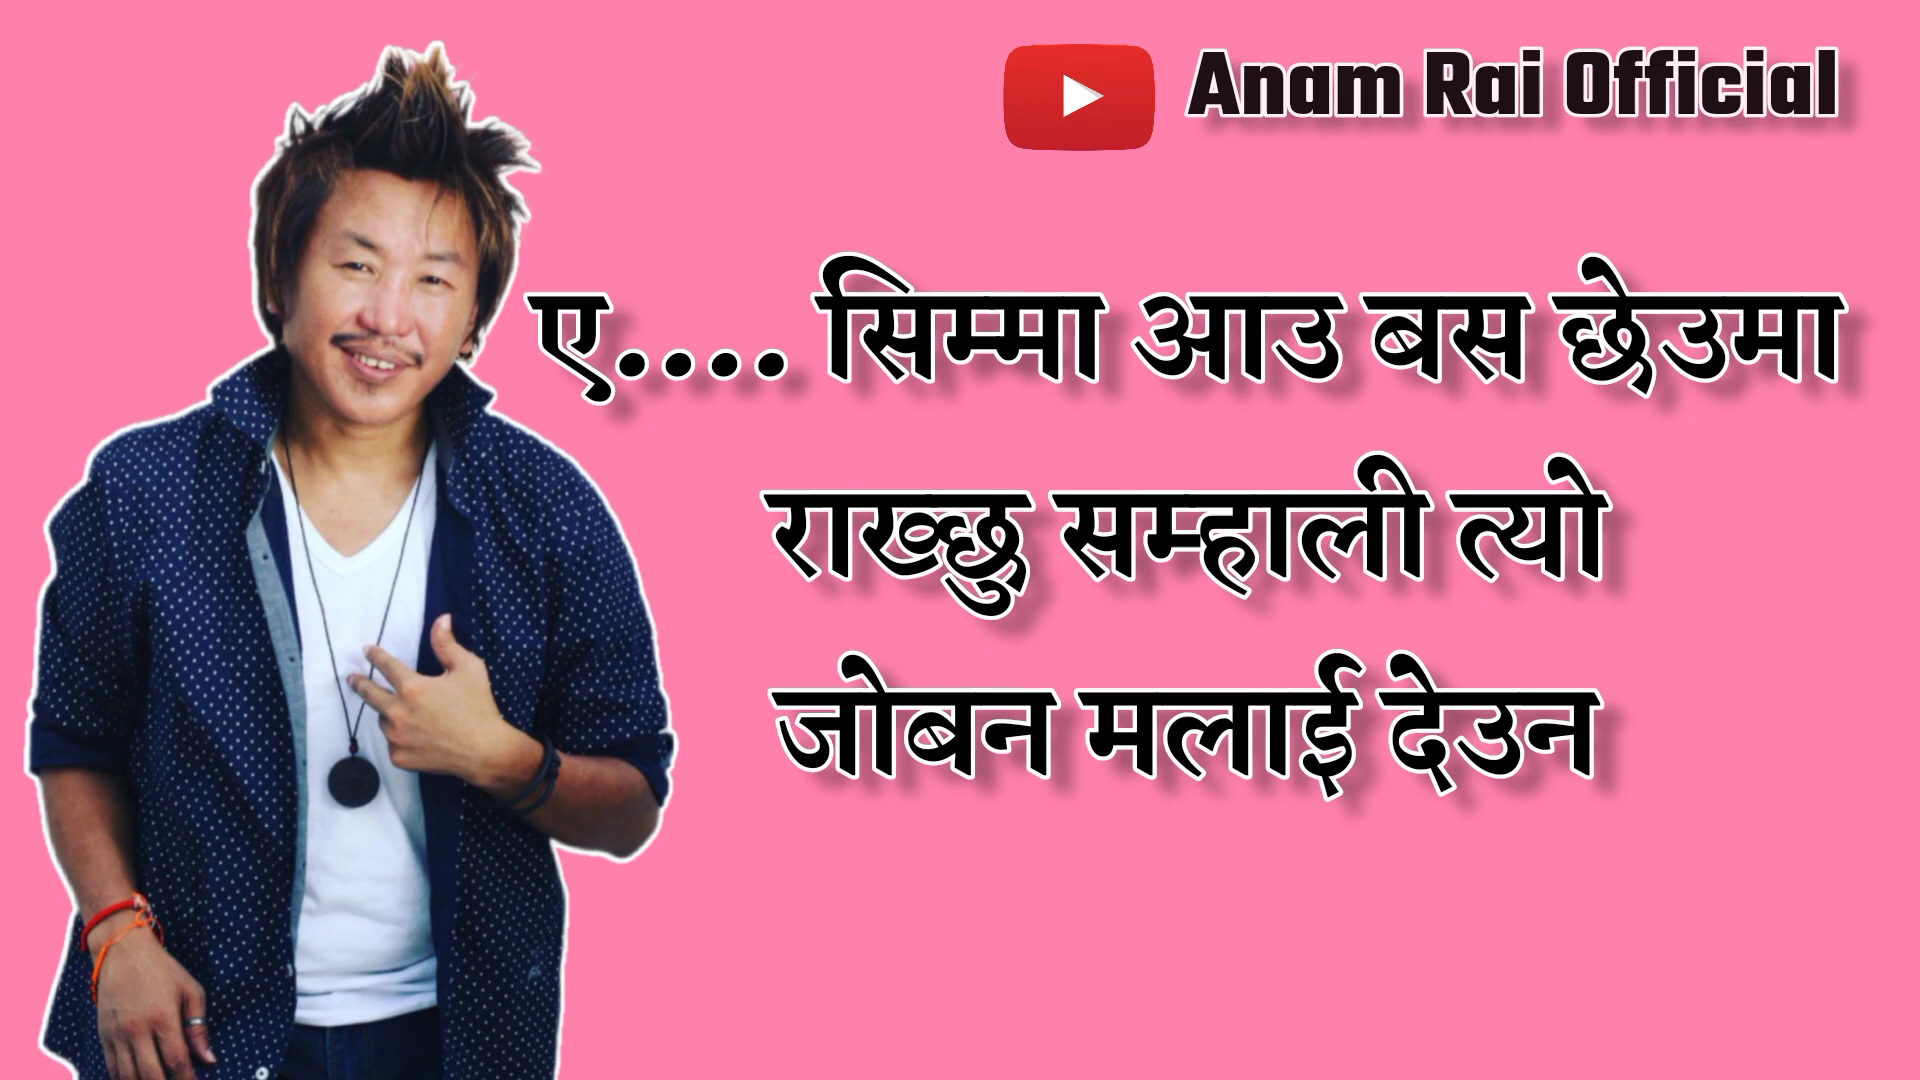 Anam Rai Official
ए.... सिम्मा आउ बस छेउमा
राख्छु सम्हाली त्यो
जोबन मलाई देउन